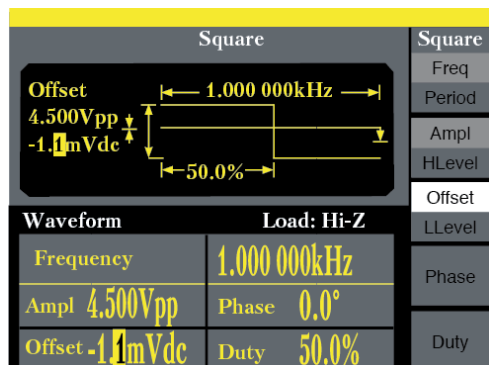 Square
Offset
1.000 000kHz
4.500Vpp
-1.1mVdc
50.0%
Waveform
Load: Hi-Z
Frequency
1.000 000kHz
Ampl 4.500Vpp
Phase 0.0°
Offset -1.1mVdc
Duty 50.0%
Square
Freq
Period
Ampl
HLevel
Offset
LLevel
Phase
Duty